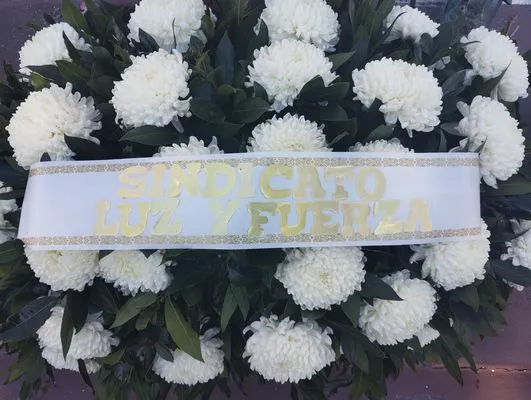 SINDICATO
LUZ Y FUERZA